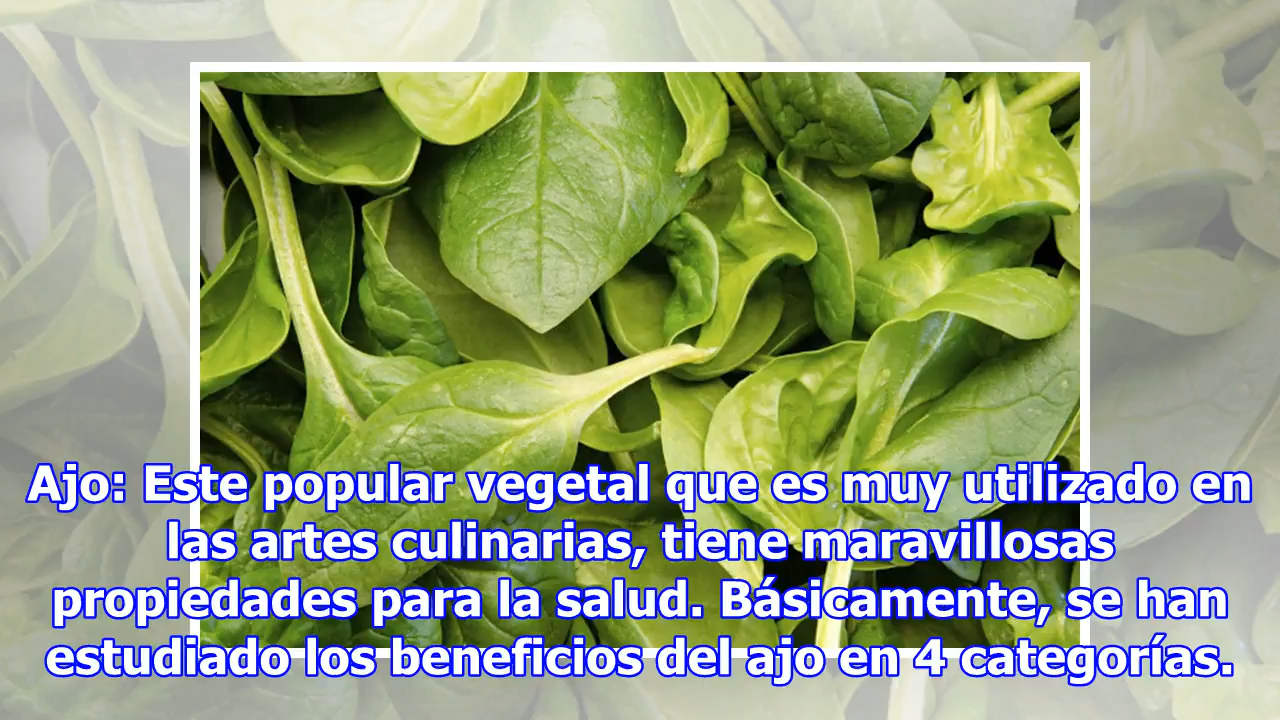 Ajo: Este popular vegetal que es muy utilizado en
las artes culinarias, tiene maravillosas
propiedades para la salud. Básicamente, se han
estudiado los beneficios del ajo en 4 categorías.